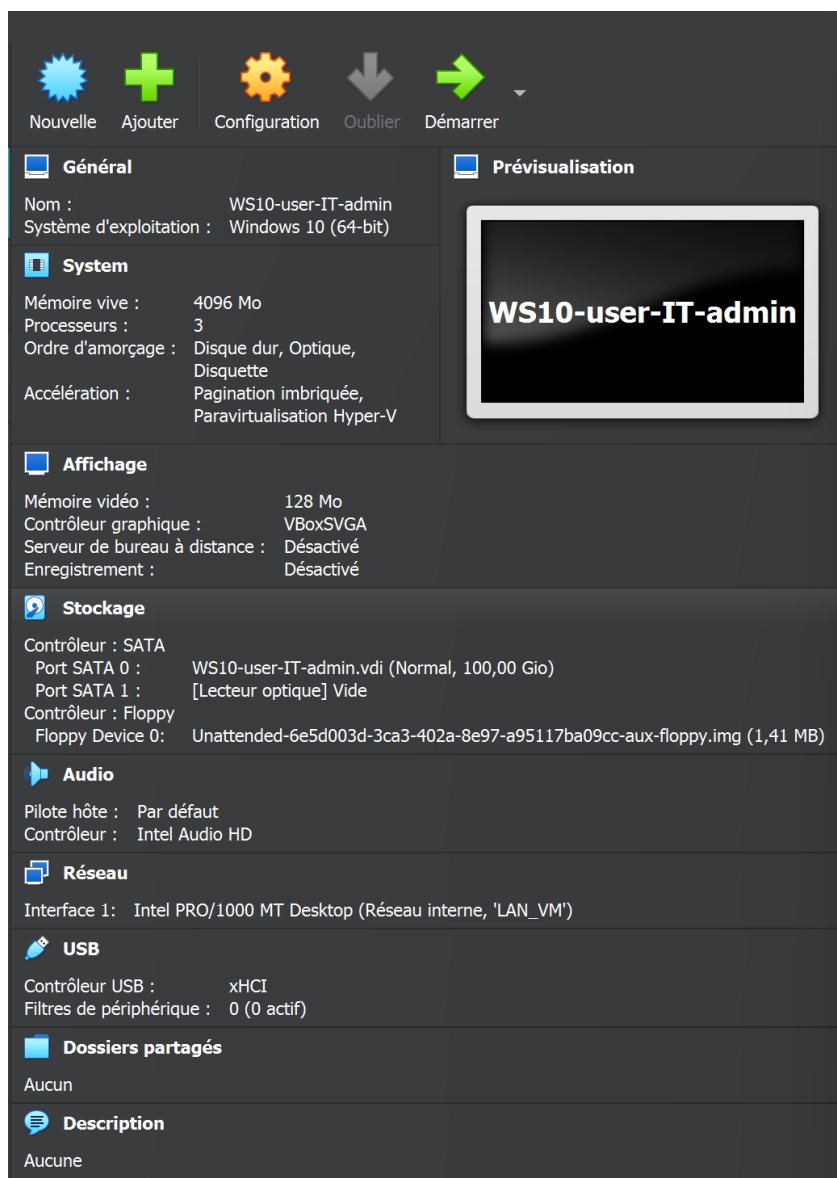 Nouvelle Ajouter Configuration Oublier Démarrer
Général
Nom : WS10-user-IT-admin
Système d'exploitation : Windows 10 (64-bit)
Prévisualisation
WS10-user-IT-admin
System
Mémoire vive : 4096 Mo
Processeurs : 3
Ordre d'amorçage : Disque dur, Optique,
Disquette
Accélération : Pagination imbriquée,
Paravirtualisation Hyper-V
Affichage
Mémoire vidéo : 128 Mo
Contrôleur graphique : VBoxSVGA
Serveur de bureau à distance : Désactivé
Enregistrement : Désactivé
Stockage
Contrôleur : SATA
Port SATA 0 : WS10-user-IT-admin.vdi (Normal, 100,00 Gio)
Port SATA 1 : [Lecteur optique] Vide
Contrôleur : Floppy
Floppy Device 0: Unattended-6e5d003d-3ca3-402a-8e97-a95117ba09cc-aux-floppy.img (1,41 MB)
Audio
Pilote hôte : Par défaut
Contrôleur : Intel Audio HD
Réseau
Interface 1: Intel PRO/1000 MT Desktop (Réseau interne, 'LAN_VM')
USB
Contrôleur USB : xHCI
Filtres de périphérique : 0 (0 actif)
Dossiers partagés
Aucun
Description
Aucune